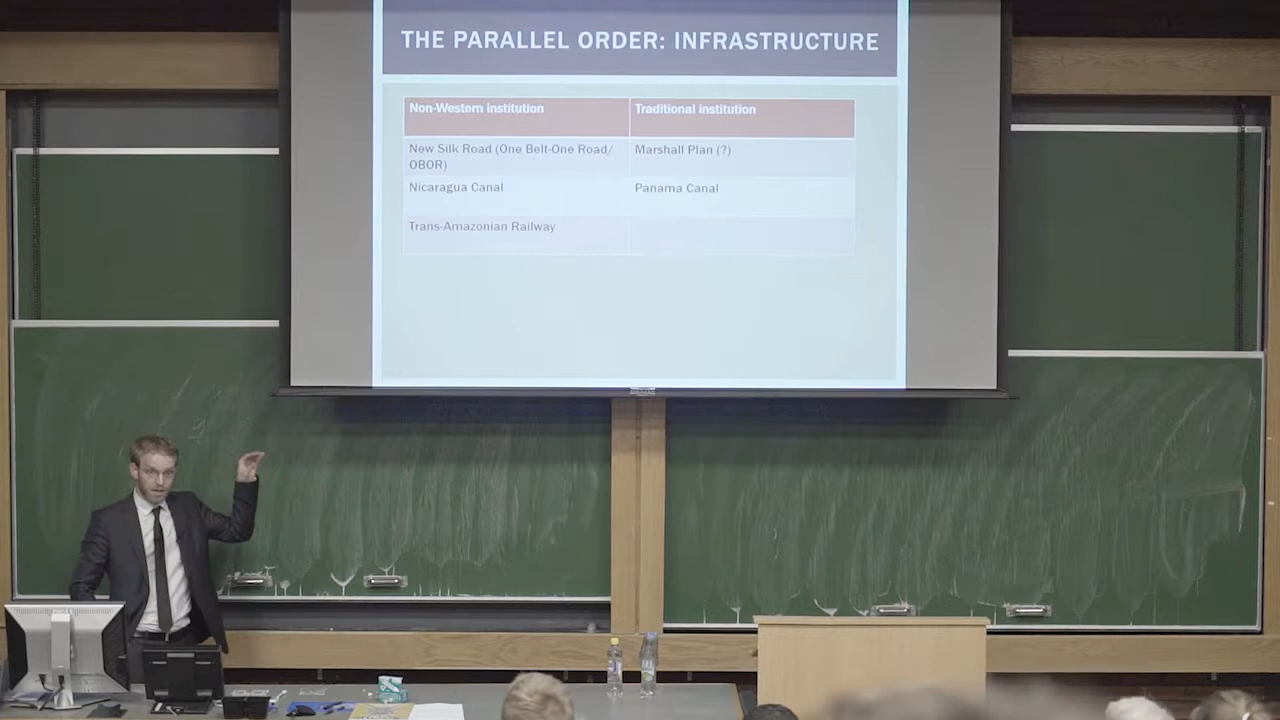 THE PARALLEL ORDER: INFRASTRUCTURE
Non-Western institution
Traditional institution
New Silk Road (One Belt-One Road/
OBOR)
Marshall Plan (?)
Nicaragua Canal
Panama Canal
Trans-Amazonian Railway